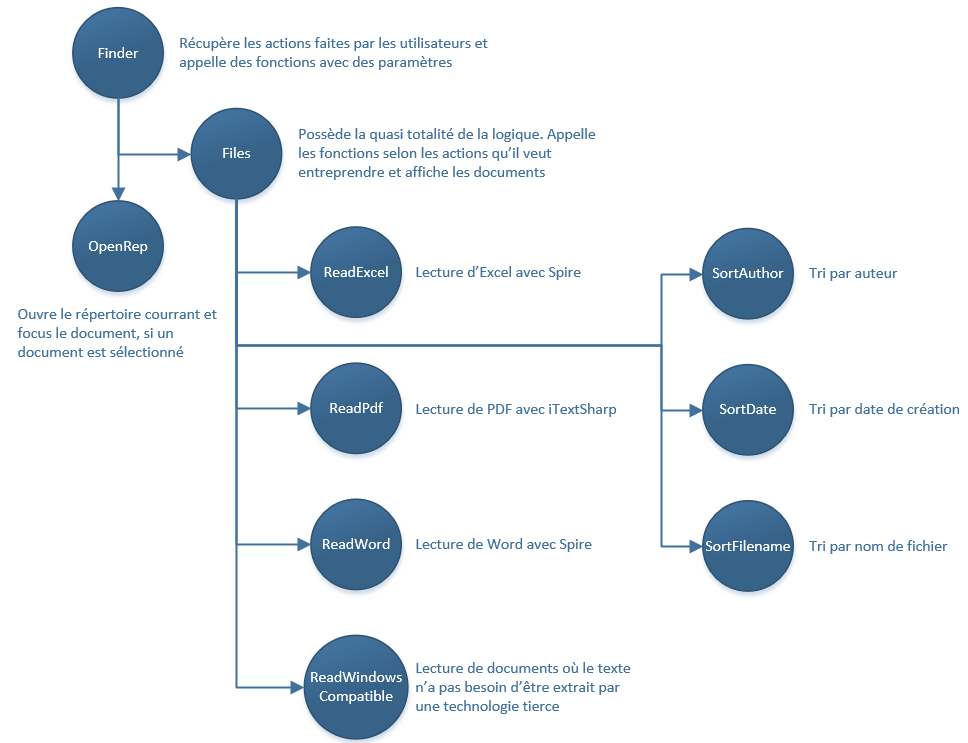 Finder
Récupère les actions faites par les utilisateurs et
appelle des fonctions avec des paramètres
Files
Possède la quasi totalité de la logique. Appelle
les fonctions selon les actions qu’il veut
entreprendre et affiche les documents
OpenRep
Ouvre le répertoire courrant et
focus le document, si un
document est sélectionné
ReadExcel
Lecture d’Excel avec Spire
SortAuthor
Tri par auteur
ReadPdf
Lecture de PDF avec iTextSharp
SortDate
Tri par date de création
ReadWord
Lecture de Word avec Spire
SortFilename
Tri par nom de fichier
ReadWindows
Compatible
Lecture de documents où le texte
n’a pas besoin d’être extrait par
une technologie tierce